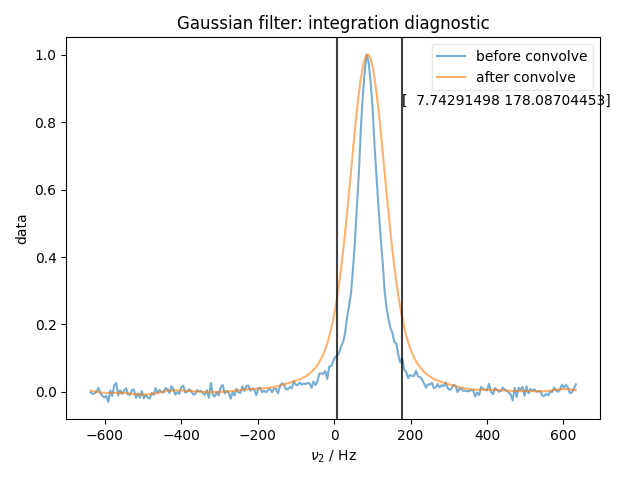 Gaussian filter: integration diagnostic
before convolve
after convolve
[  7.74291498 178.08704453]
data
1.0
0.8
0.6
0.4
0.2
0.0
−600 −400 −200 0 200 400 600
ν2 / Hz